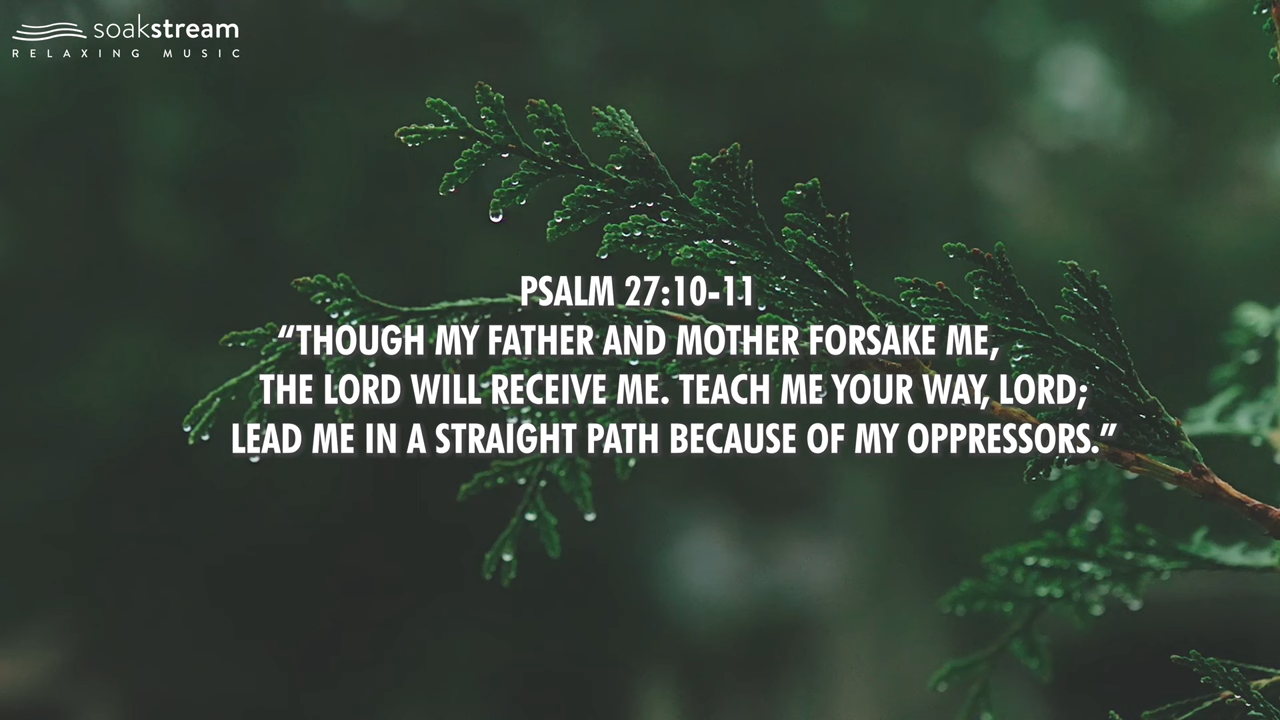 soakstream
RELAXING MUSIC
PSALM 27:10-11
“THOUGH MY FATHER AND MOTHER FORSAKE ME,
THE LORD WILL RECEIVE ME. TEACH ME YOUR WAY, LORD;
LEAD ME IN A STRAIGHT PATH BECAUSE OF MY OPPRESSORS.”